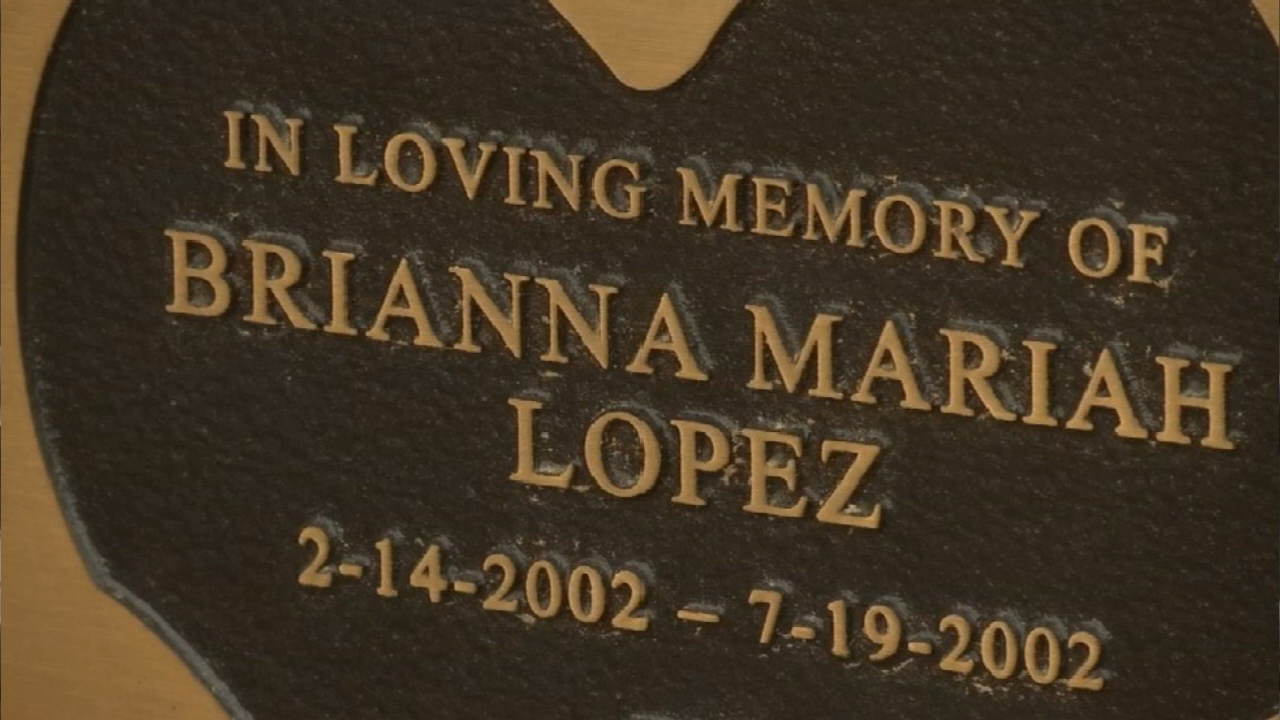 IN LOVING MEMORY OF
BRIANNA MARIAH
LOPEZ
2-14-2002 – 7-19-2002